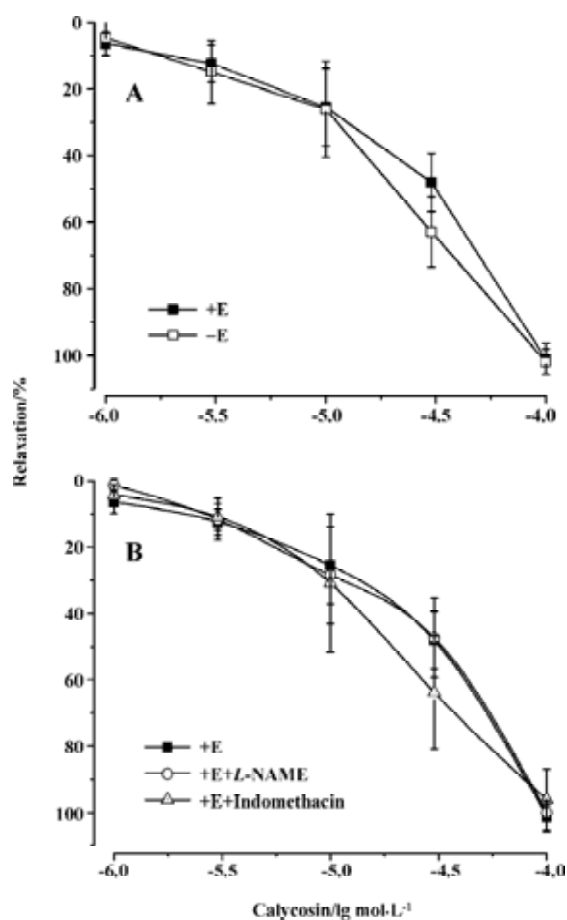 0
20
40
60
80
100
A
+E
−E
-6.0 -5.5 -5.0 -4.5 -4.0
Relaxation/%
0
20
40
60
80
100
B
+E
+E+L-NAME
+E+Indomethacin
-6.0 -5.5 -5.0 -4.5 -4.0
Calycosin/lg mol·L⁻¹